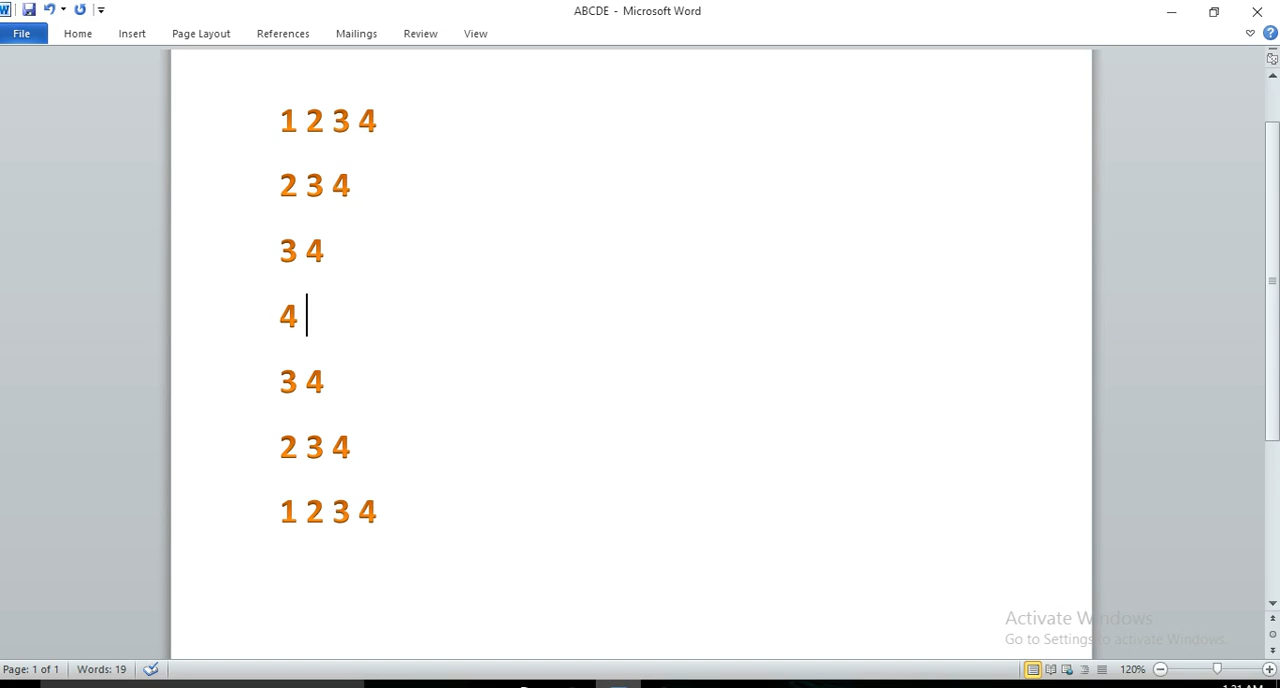 W
ABCDE - Microsoft Word
File Home Insert Page Layout References Mailings Review View
1 2 3 4
2 3 4
3 4
4
3 4
2 3 4
1 2 3 4
Activate Windows
Go to Settings to activate Windows.
Page: 1 of 1 Words: 19 120%